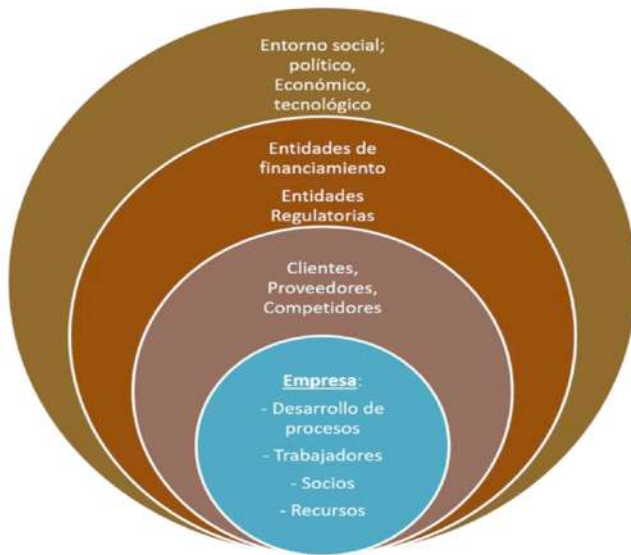 Entorno social;
político,
Económico,
tecnológico
Entidades de
financiamiento
Entidades
Regulatorias
Clientes,
Proveedores,
Competidores
Empresa:
- Desarrollo de
procesos
- Trabajadores
- Socios
- Recursos